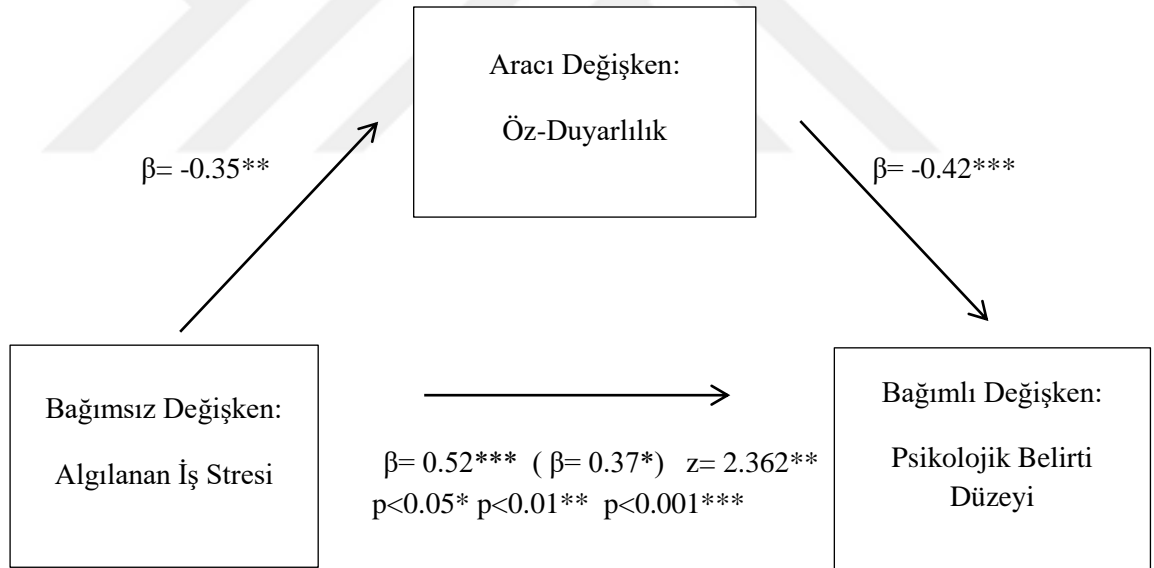 Aracı Değişken:
Öz-Duyarlılık
β= -0.35**
β= -0.42***
Bağımsız Değişken:
Algılanan İş Stresi
β= 0.52*** ( β= 0.37*) z= 2.362**
p<0.05* p<0.01** p<0.001***
Bağımlı Değişken:
Psikolojik Belirti
Düzeyi